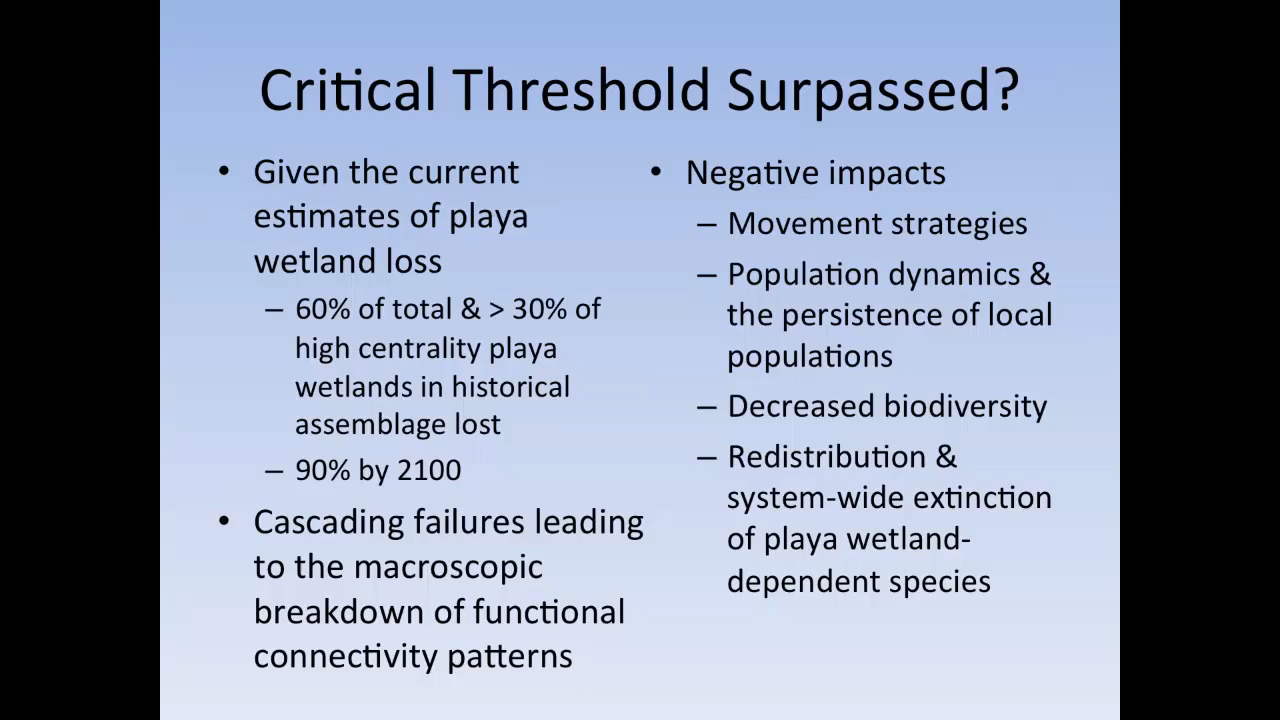 Critical Threshold Surpassed?
• Given the current
estimates of playa
wetland loss
– 60% of total & > 30% of
high centrality playa
wetlands in historical
assemblage lost
– 90% by 2100
• Cascading failures leading
to the macroscopic
breakdown of functional
connectivity patterns
• Negative impacts
– Movement strategies
– Population dynamics &
the persistence of local
populations
– Decreased biodiversity
– Redistribution &
system-wide extinction
of playa wetland-
dependent species